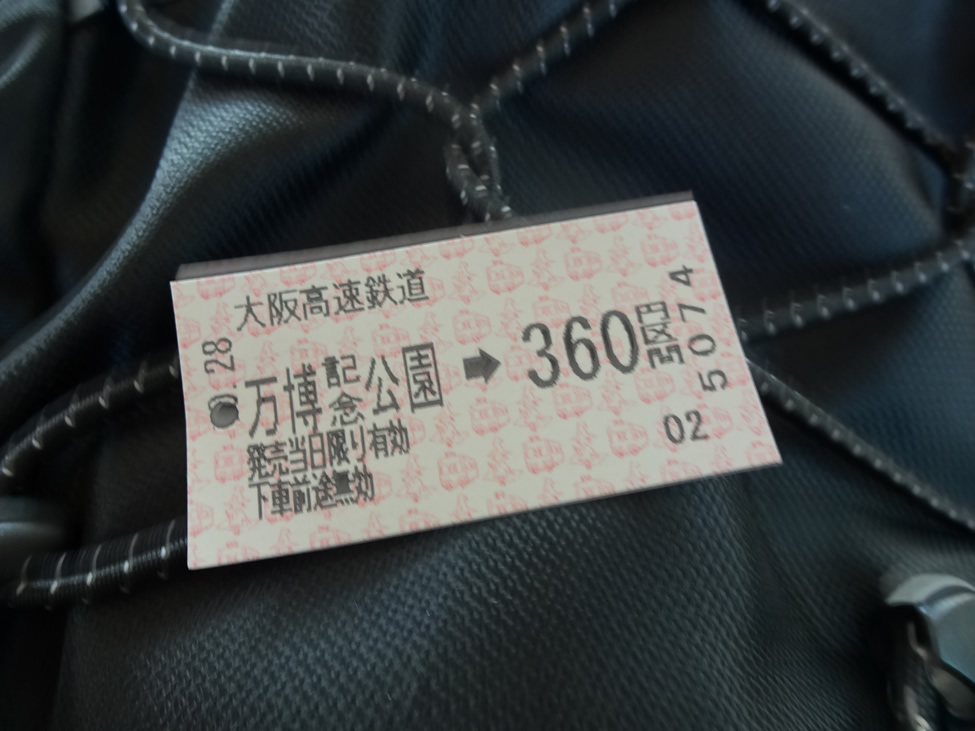 大阪高速鉄道
万博記念公園 ➡ 360円区間
発売当日限り有効
下車前途無効
.28
02
5074